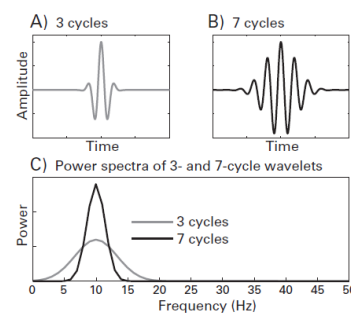 A) 3 cycles
B) 7 cycles
Amplitude
Time
Time
C) Power spectra of 3- and 7-cycle wavelets
Power
3 cycles
7 cycles
0 5 10 15 20 25 30 35 40 45 50
Frequency (Hz)